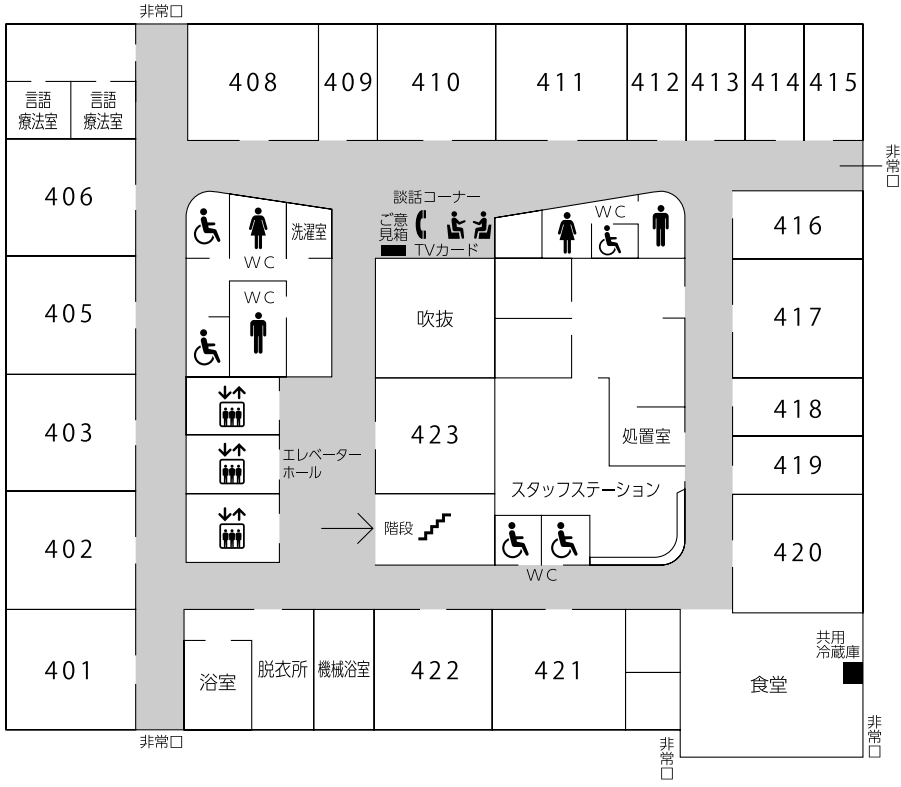 非常口
408
409
410
411
412
413
414
415
言語
療法室
言語
療法室
非常口
406
談話コーナー
ご意
見箱
TVカード
洗濯室
WC
WC
416
WC
405
吹抜
417
403
423
エレベーター
ホール
処置室
418
419
スタッフステーション
402
階段
WC
420
401
浴室
脱衣所
機械浴室
422
421
食堂
共用
冷蔵庫
非常口
非常口
非常口